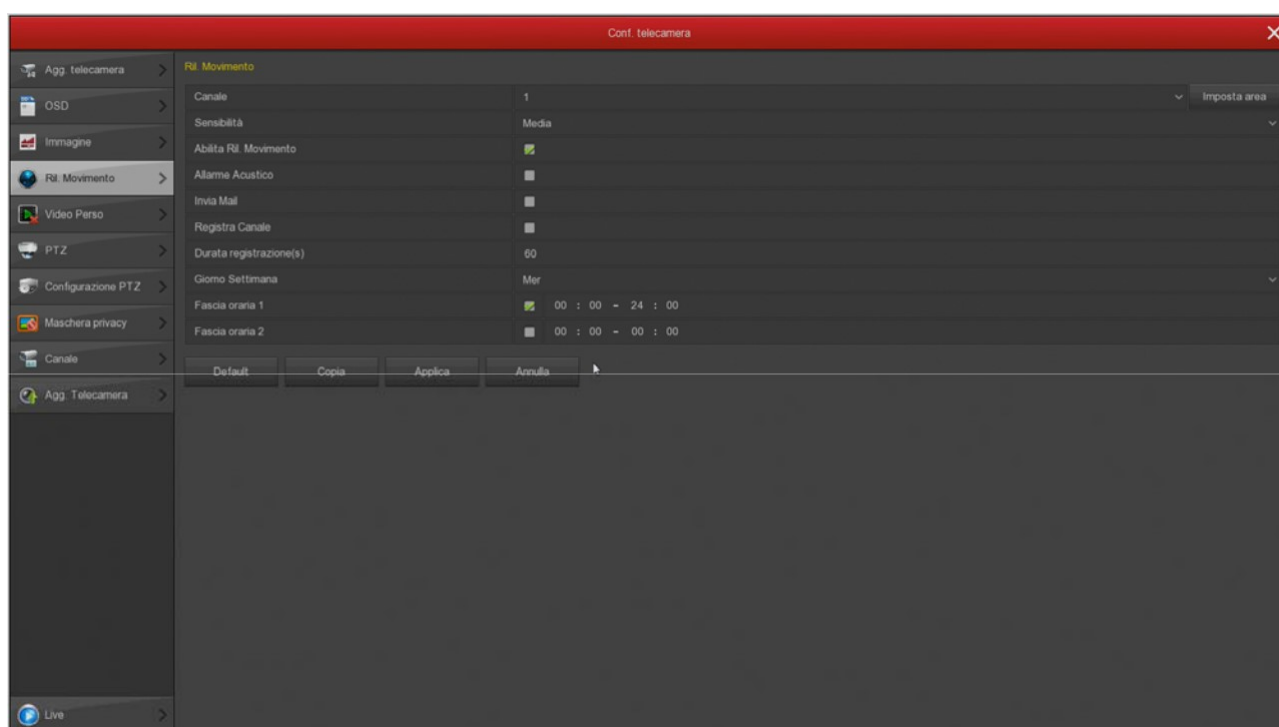 Conf. telecamera
Agg. telecamera
OSD
Immagine
Ril. Movimento
Video Perso
PTZ
Configurazione PTZ
Maschera privacy
Canale
Agg. Telecamera
Live
Ril. Movimento
Canale 1 Imposta area
Sensibilità Media
Abilita Ril. Movimento
Allarme Acustico
Invia Mail
Registra Canale
Durata registrazione(s) 60
Giorno Settimana Mer
Fascia oraria 1 00 : 00 - 24 : 00
Fascia oraria 2 00 : 00 - 00 : 00
Default Copia Applica Annulla